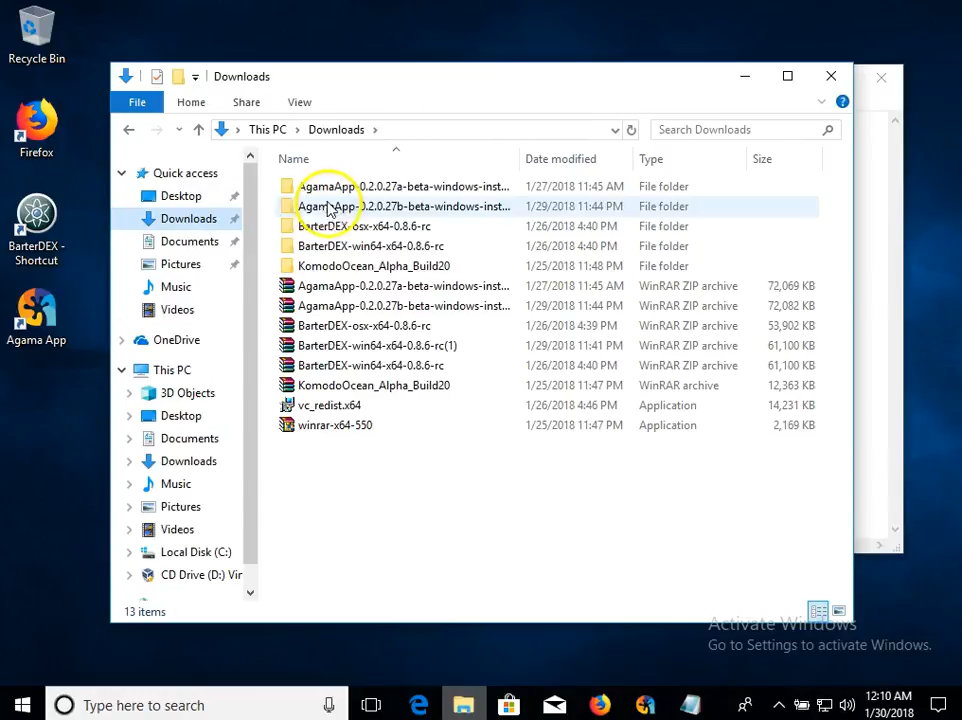 Recycle Bin
Firefox
BarterDEX -
Shortcut
Agama App
Downloads
File
Home
Share
View
This PC
Downloads
Search Downloads
Quick access
Desktop
Downloads
Documents
Pictures
Music
Videos
OneDrive
This PC
3D Objects
Desktop
Documents
Downloads
Music
Pictures
Videos
Local Disk (C:)
CD Drive (D:) Vir
Name Date modified Type Size
AgamaApp-0.2.0.27a-beta-windows-inst... 1/27/2018 11:45 AM File folder
AgamaApp-0.2.0.27b-beta-windows-inst... 1/29/2018 11:44 PM File folder
BarterDEX-osx-x64-0.8.6-rc 1/26/2018 4:40 PM File folder
BarterDEX-win64-x64-0.8.6-rc 1/26/2018 4:40 PM File folder
KomodoOcean_Alpha_Build20 1/25/2018 11:48 PM File folder
AgamaApp-0.2.0.27a-beta-windows-inst... 1/27/2018 11:45 AM WinRAR ZIP archive 72,069 KB
AgamaApp-0.2.0.27b-beta-windows-inst... 1/29/2018 11:44 PM WinRAR ZIP archive 72,082 KB
BarterDEX-osx-x64-0.8.6-rc 1/26/2018 4:39 PM WinRAR ZIP archive 53,902 KB
BarterDEX-win64-x64-0.8.6-rc(1) 1/29/2018 11:41 PM WinRAR ZIP archive 61,100 KB
BarterDEX-win64-x64-0.8.6-rc 1/26/2018 4:40 PM WinRAR ZIP archive 61,100 KB
KomodoOcean_Alpha_Build20 1/25/2018 11:47 PM WinRAR archive 12,363 KB
vc_redist.x64 1/26/2018 4:46 PM Application 14,231 KB
winrar-x64-550 1/25/2018 11:47 PM Application 2,169 KB
13 items
Activate Windows
Go to Settings to activate Windows.
Type here to search
12:10 AM
1/30/2018